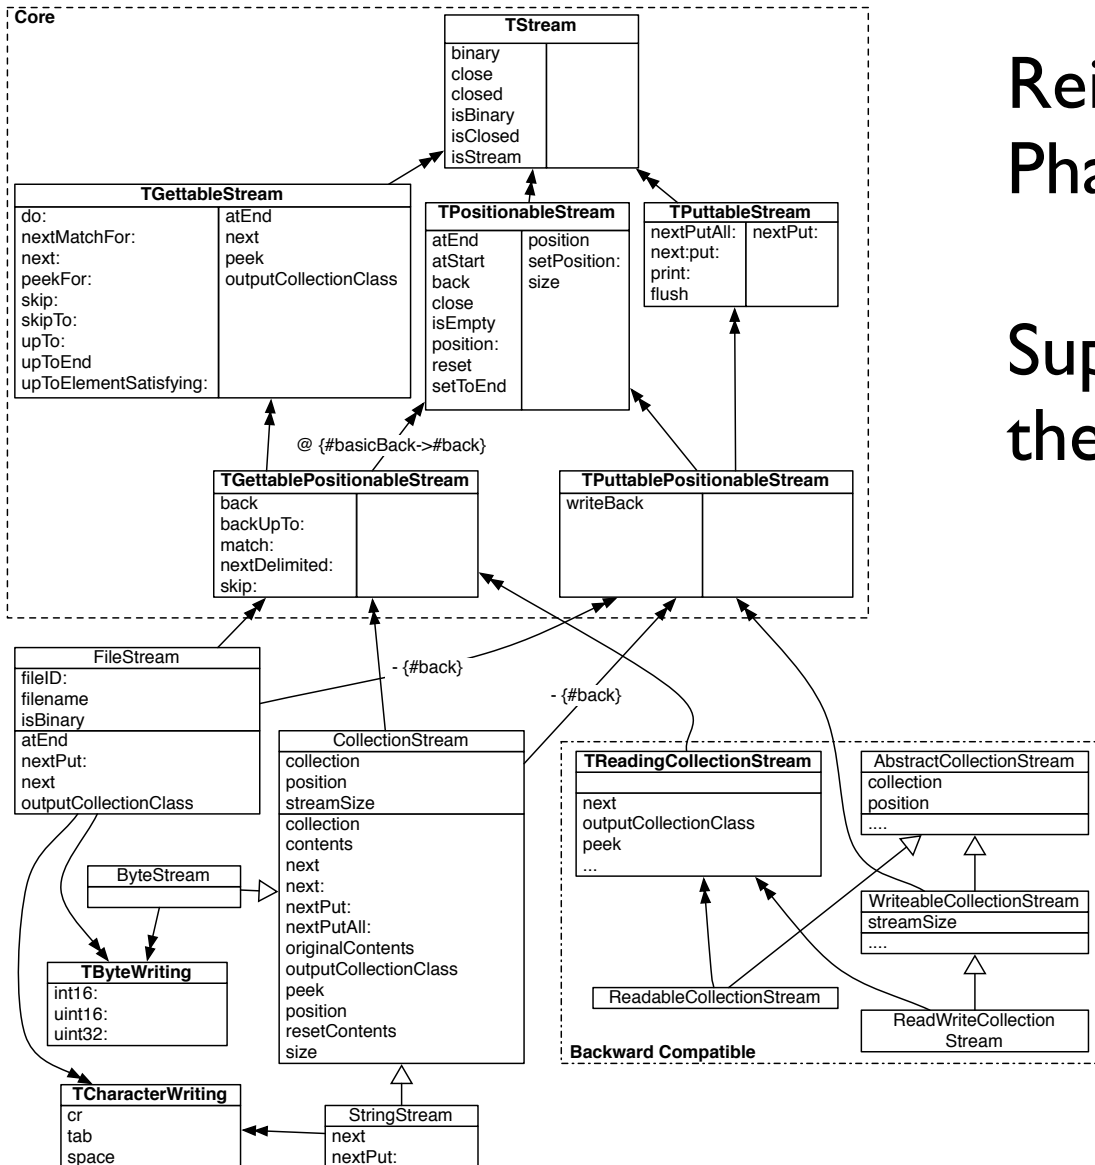 Core
TStream
binary
close
closed
isBinary
isClosed
isStream
TGettableStream
do:
nextMatchFor:
next:
peekFor:
skip:
skipTo:
upTo:
upToEnd
upToElementSatisfying:
atEnd
next
peek
outputCollectionClass
TPositionableStream
atEnd
atStart
back
close
isEmpty
position:
reset
setToEnd
position
setPosition:
size
TPuttableStream
nextPutAll:
next:put:
print:
flush
nextPut:
@ {#basicBack->#back}
TGettablePositionableStream
back
backUpTo:
match:
nextDelimited:
skip:
TPuttablePositionableStream
writeBack
FileStream
fileID:
filename
isBinary
atEnd
nextPut:
next
outputCollectionClass
- {#back}
- {#back}
CollectionStream
collection
position
streamSize
collection
contents
next
next:
nextPut:
nextPutAll:
originalContents
outputCollectionClass
peek
position
resetContents
size
TReadingCollectionStream
next
outputCollectionClass
peek
...
AbstractCollectionStream
collection
position
....
WriteableCollectionStream
streamSize
....
ReadableCollectionStream
ReadWriteCollection
Stream
Backward Compatible
ByteStream
TByteWriting
int16:
uint16:
uint32:
TCharacterWriting
cr
tab
space
StringStream
next
nextPut:
Rei
Pha
Sup
the